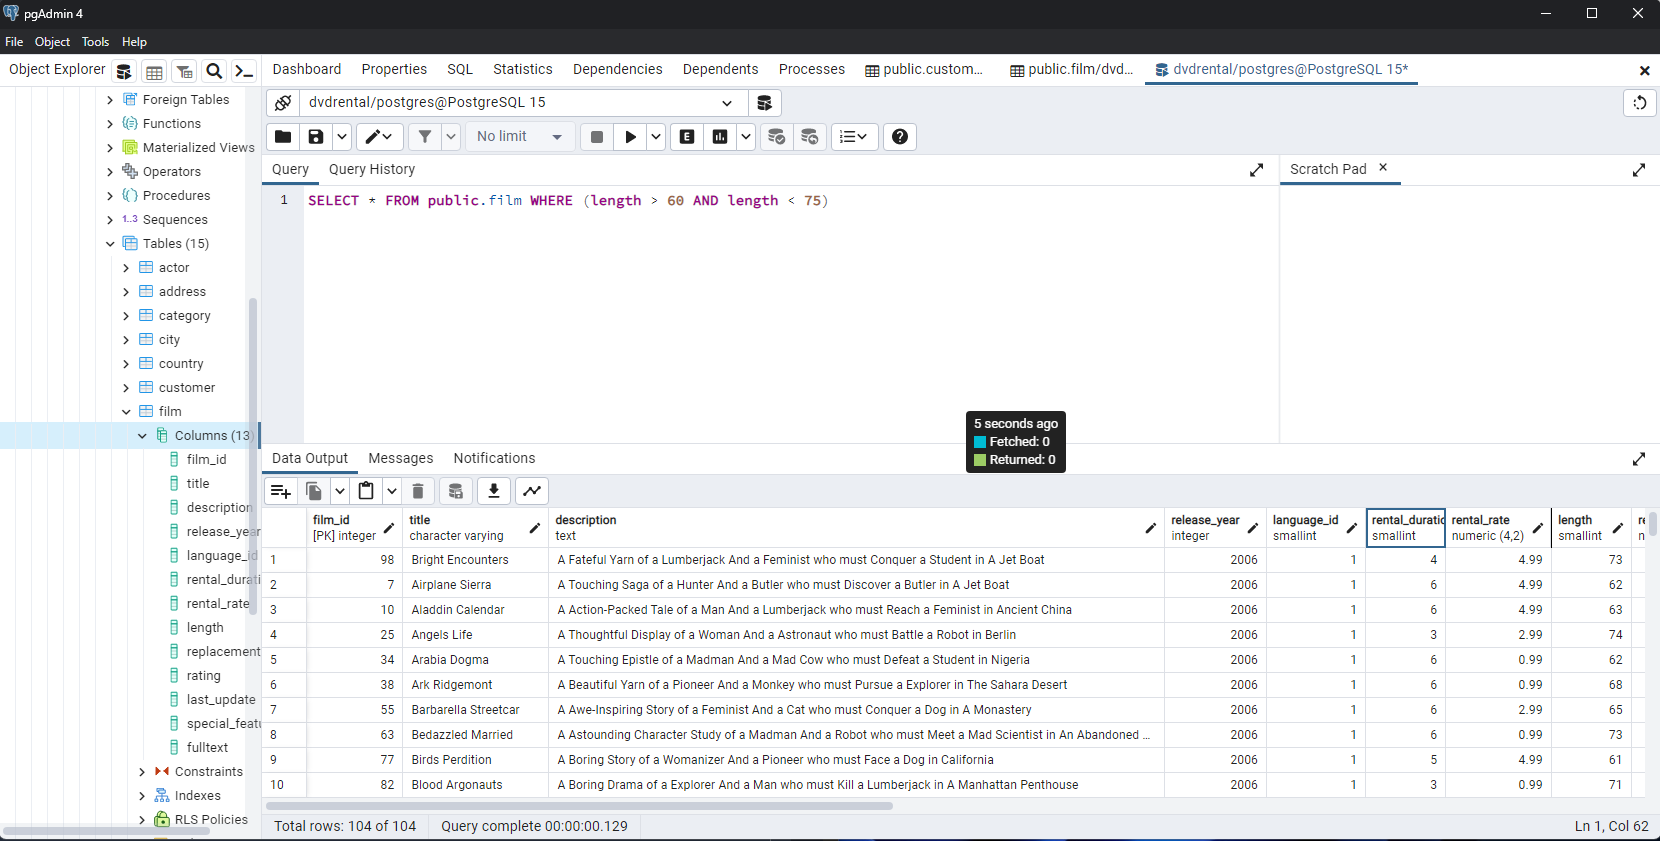 pgAdmin 4
File Object Tools Help
Object Explorer
Dashboard Properties SQL Statistics Dependencies Dependents Processes public.custom... public.film/dvd... dvdrental/postgres@PostgreSQL 15*
Foreign Tables
Functions
Materialized Views
Operators
Procedures
1..3 Sequences
Tables (15)
actor
address
category
city
country
customer
film
Columns (13)
film_id
title
description
release_year
language_id
rental_durati
rental_rate
length
replacement
rating
last_update
special_featu
fulltext
Constraints
Indexes
RLS Policies
dvdrental/postgres@PostgreSQL 15
No limit
E
Query Query History
Scratch Pad
1 SELECT * FROM public.film WHERE (length > 60 AND length < 75)
5 seconds ago
Fetched: 0
Returned: 0
Data Output Messages Notifications
film_id title description release_year language_id rental_duratio rental_rate length re
[PK] integer character varying text integer smallint smallint numeric (4,2) smallint n
1 98 Bright Encounters A Fateful Yarn of a Lumberjack And a Feminist who must Conquer a Student in A Jet Boat 2006 1 4 4.99 73
2 7 Airplane Sierra A Touching Saga of a Hunter And a Butler who must Discover a Butler in A Jet Boat 2006 1 6 4.99 62
3 10 Aladdin Calendar A Action-Packed Tale of a Man And a Lumberjack who must Reach a Feminist in Ancient China 2006 1 6 4.99 63
4 25 Angels Life A Thoughtful Display of a Woman And a Astronaut who must Battle a Robot in Berlin 2006 1 3 2.99 74
5 34 Arabia Dogma A Touching Epistle of a Madman And a Mad Cow who must Defeat a Student in Nigeria 2006 1 6 0.99 62
6 38 Ark Ridgemont A Beautiful Yarn of a Pioneer And a Monkey who must Pursue a Explorer in The Sahara Desert 2006 1 6 0.99 68
7 55 Barbarella Streetcar A Awe-Inspiring Story of a Feminist And a Cat who must Conquer a Dog in A Monastery 2006 1 6 2.99 65
8 63 Bedazzled Married A Astounding Character Study of a Madman And a Robot who must Meet a Mad Scientist in An Abandoned ... 2006 1 6 0.99 73
9 77 Birds Perdition A Boring Story of a Womanizer And a Pioneer who must Face a Dog in California 2006 1 5 4.99 61
10 82 Blood Argonauts A Boring Drama of a Explorer And a Man who must Kill a Lumberjack in A Manhattan Penthouse 2006 1 3 0.99 71
Total rows: 104 of 104 Query complete 00:00:00.129 Ln 1, Col 62